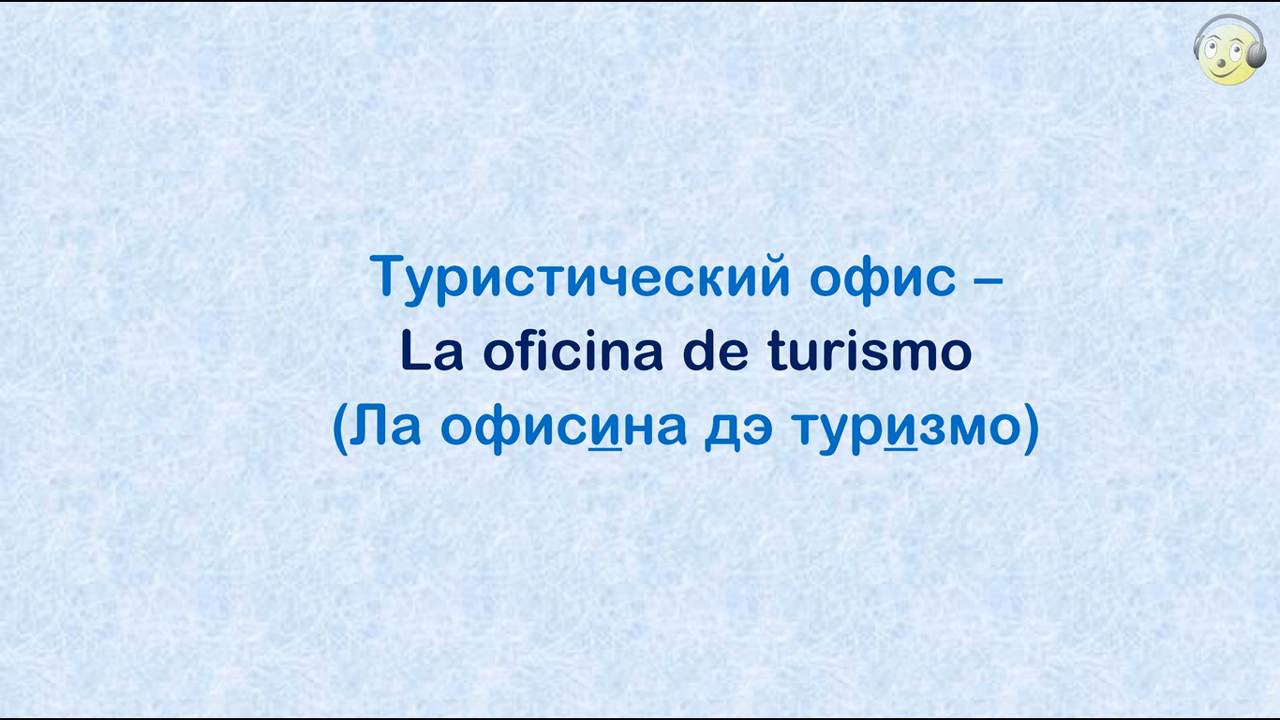 Туристический офис –
La oficina de turismo
(Ла офисина дэ туризмо)